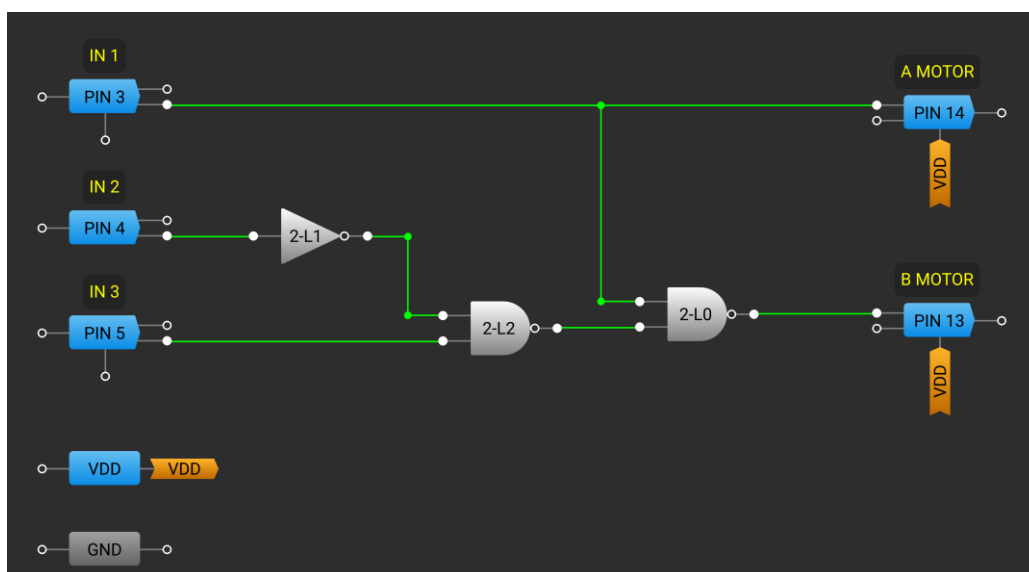 IN 1
PIN 3
A MOTOR
PIN 14
VDD
IN 2
PIN 4
2-L1
IN 3
PIN 5
2-L2
2-L0
B MOTOR
PIN 13
VDD
VDD
VDD
GND